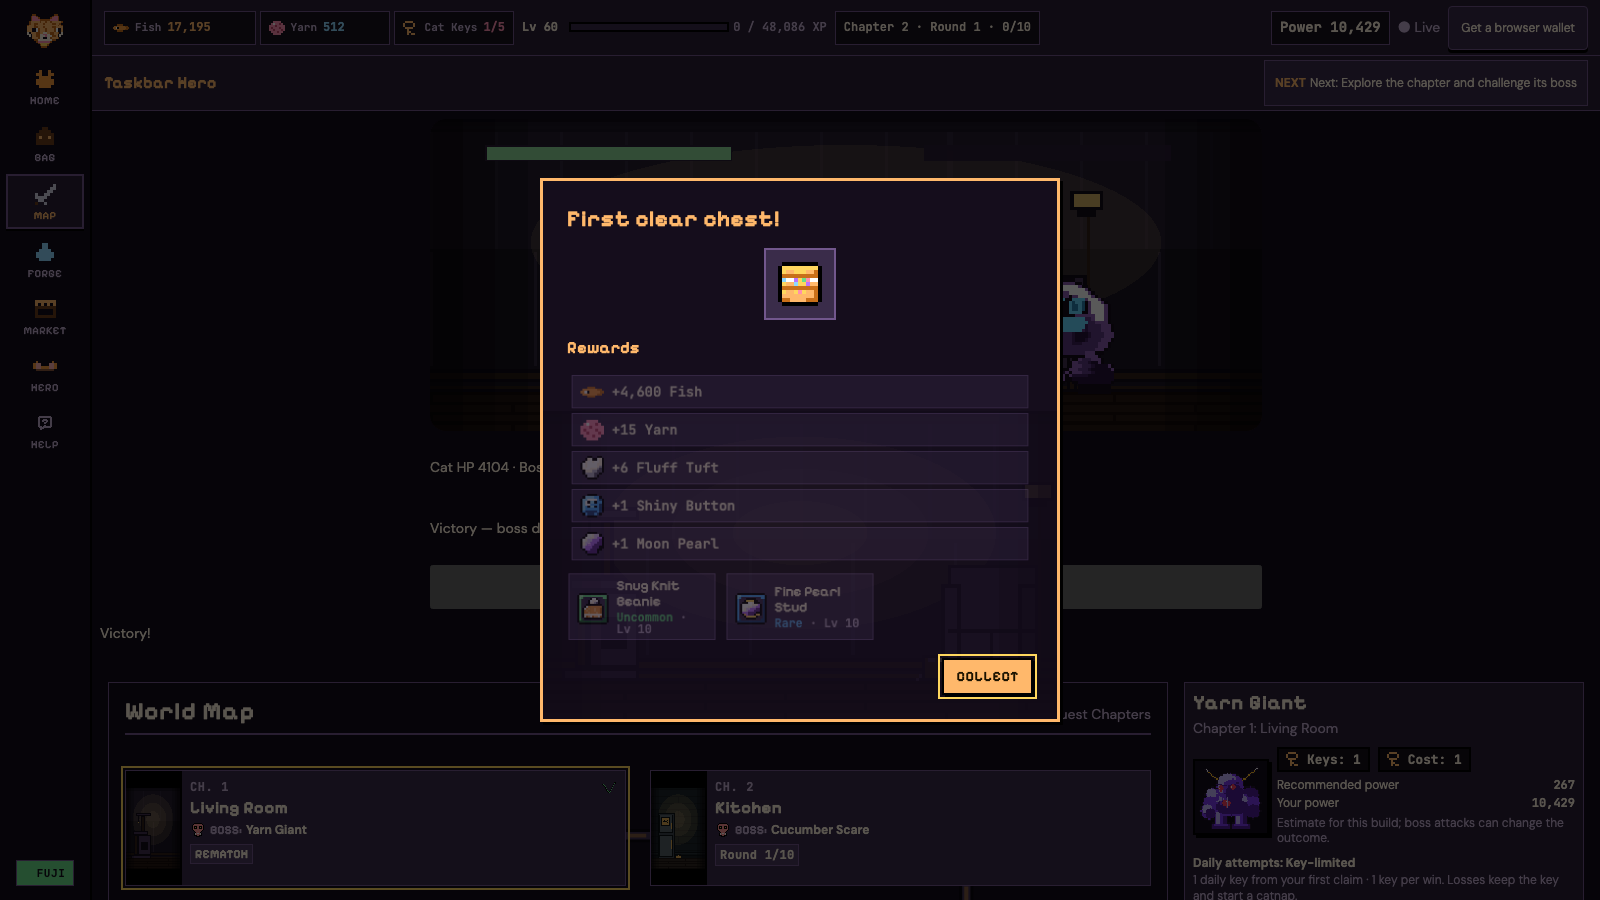 Fish 17,195
Yarn 512
Cat Keys 1/5
Lv 60
0 / 48,086 XP
Chapter 2 · Round 1 · 0/10
Power 10,429
Live
Get a browser wallet
HOME
BAG
MAP
FORGE
MARKET
HERO
HELP
FUJI
Taskbar Hero
NEXT Next: Explore the chapter and challenge its boss
First clear chest!
Rewards
+4,600 Fish
+15 Yarn
+6 Fluff Tuft
+1 Shiny Button
+1 Moon Pearl
Snug Knit
Beanie
Uncommon ·
Lv 10
Fine Pearl
Stud
Rare · Lv 10
COLLECT
Cat HP 4104 · Bos
Victory — boss d
Victory!
World Map
uest Chapters
CH. 1
Living Room
BOSS: Yarn Giant
REMATCH
CH. 2
Kitchen
BOSS: Cucumber Scare
Round 1/10
Yarn Giant
Chapter 1: Living Room
Keys: 1
Cost: 1
Recommended power 267
Your power 10,429
Estimate for this build; boss attacks can change the
outcome.
Daily attempts: Key-limited
1 daily key from your first claim · 1 key per win. Losses keep the key
and start a catnap.